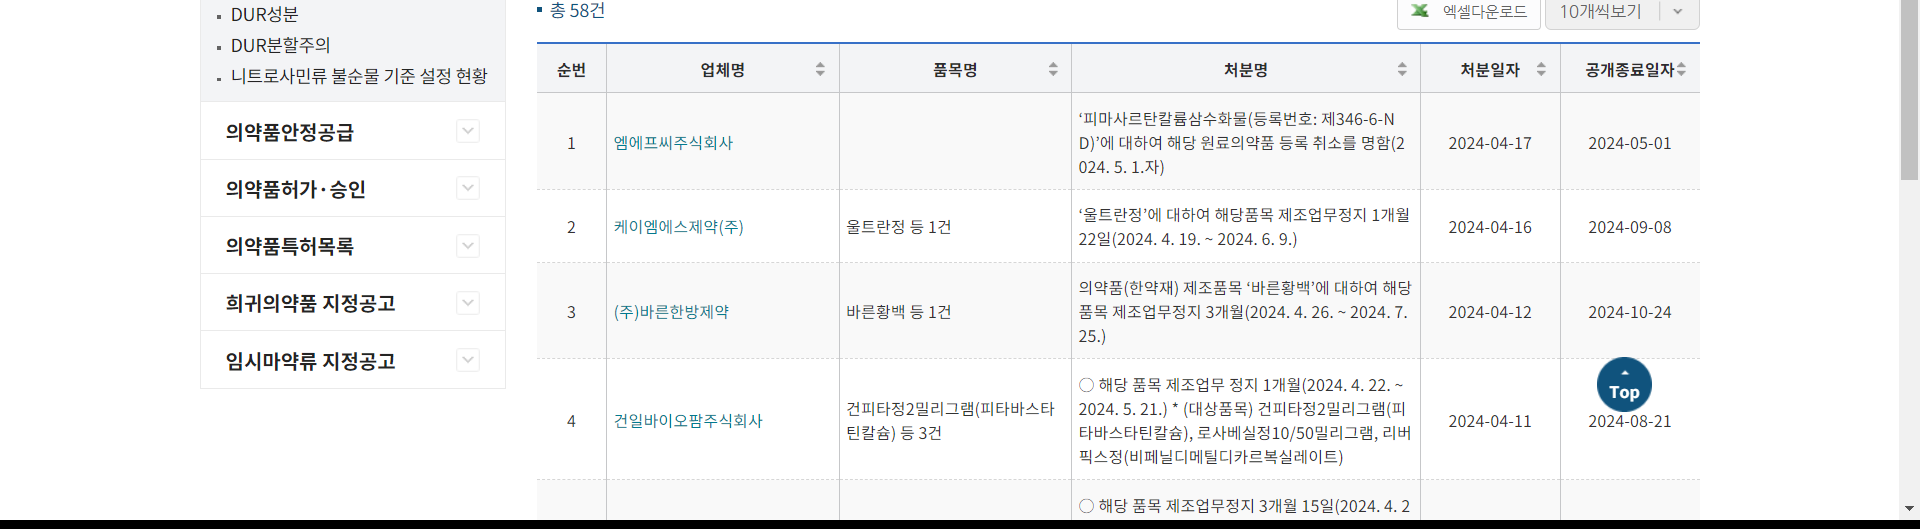 DUR성분
DUR분할주의
니트로사민류 불순물 기준 설정 현황
의약품안정공급
의약품허가·승인
의약품특허목록
희귀의약품 지정공고
임시마약류 지정공고
총 58건
엑셀다운로드
10개씩보기
순번 업체명 품목명 처분명 처분일자 공개종료일자
1
엠에프씨주식회사
‘피마사르탄칼륨삼수화물(등록번호: 제346-6-N
D)’에 대하여 해당 원료의약품 등록 취소를 명함(2
024. 5. 1.자)
2024-04-17
2024-05-01
2
케이엠에스제약(주)
울트란정 등 1건
‘울트란정’에 대하여 해당품목 제조업무정지 1개월
22일(2024. 4. 19. ~ 2024. 6. 9.)
2024-04-16
2024-09-08
3
(주)바른한방제약
바른황백 등 1건
의약품(한약재) 제조품목 ‘바른황백’에 대하여 해당
품목 제조업무정지 3개월(2024. 4. 26. ~ 2024. 7.
25.)
2024-04-12
2024-10-24
4
건일바이오팜주식회사
건피타정2밀리그램(피타바스타
틴칼슘) 등 3건
○ 해당 품목 제조업무 정지 1개월(2024. 4. 22. ~
2024. 5. 21.) * (대상품목) 건피타정2밀리그램(피
타바스타틴칼슘), 로사베실정10/50밀리그램, 리버
픽스정(비페닐디메틸디카르복실레이트)
2024-04-11
2024-08-21
Top
○ 해당 품목 제조업무정지 3개월 15일(2024. 4. 2